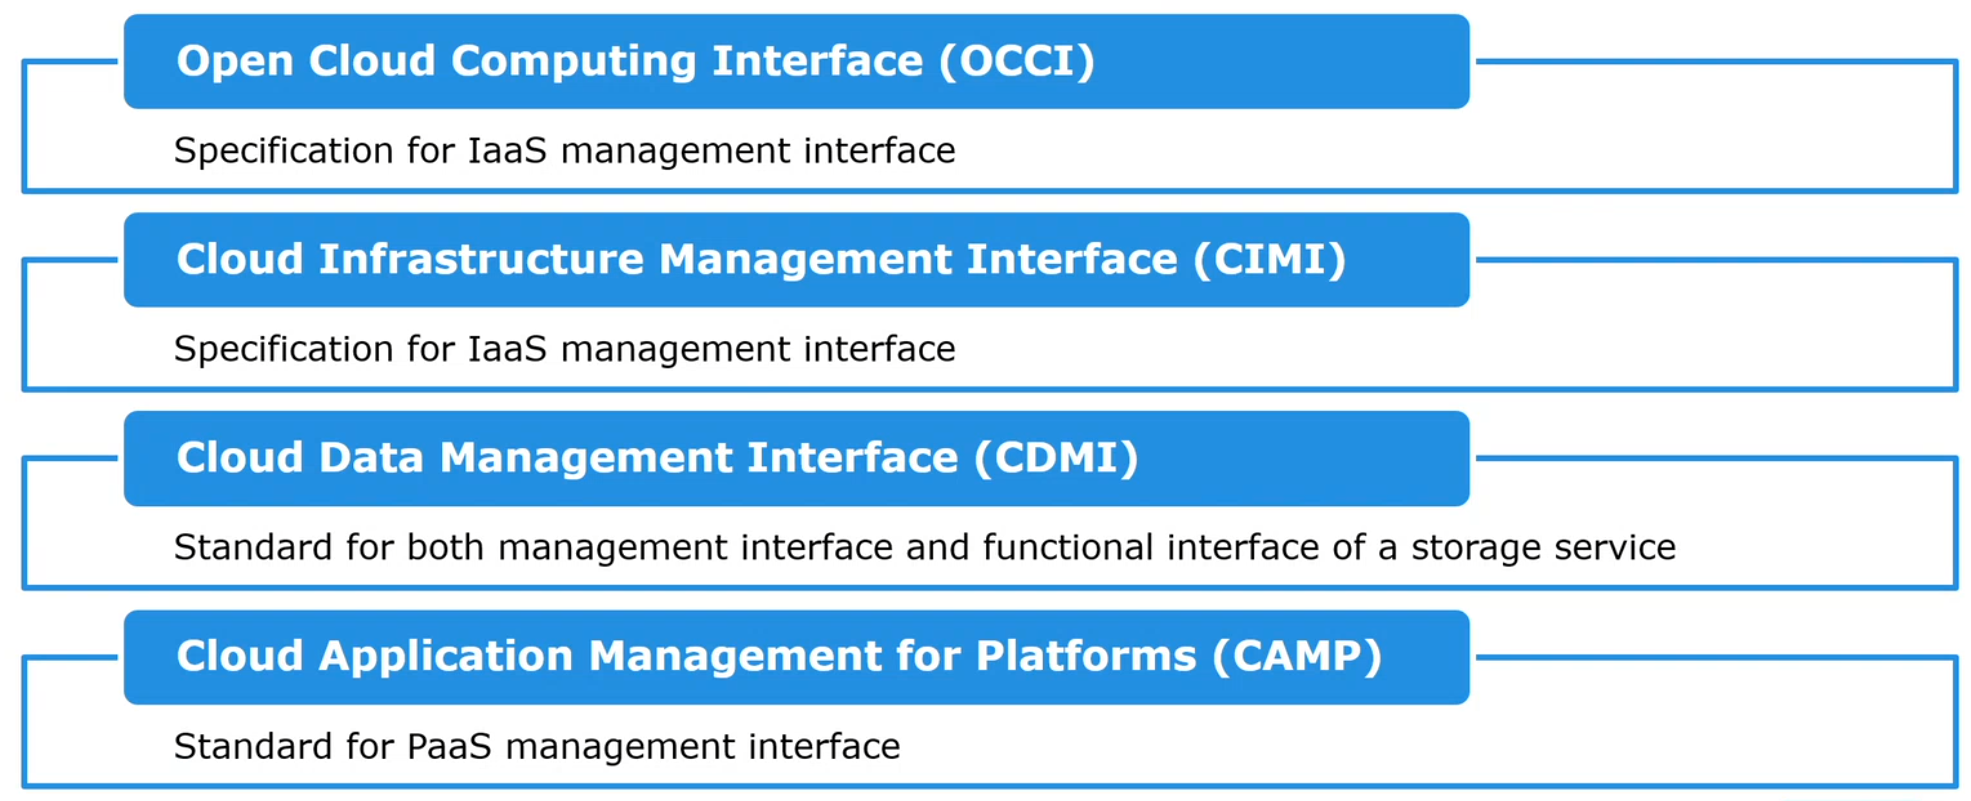 Open Cloud Computing Interface (OCCI)
Specification for IaaS management interface
Cloud Infrastructure Management Interface (CIMI)
Specification for IaaS management interface
Cloud Data Management Interface (CDMI)
Standard for both management interface and functional interface of a storage service
Cloud Application Management for Platforms (CAMP)
Standard for PaaS management interface